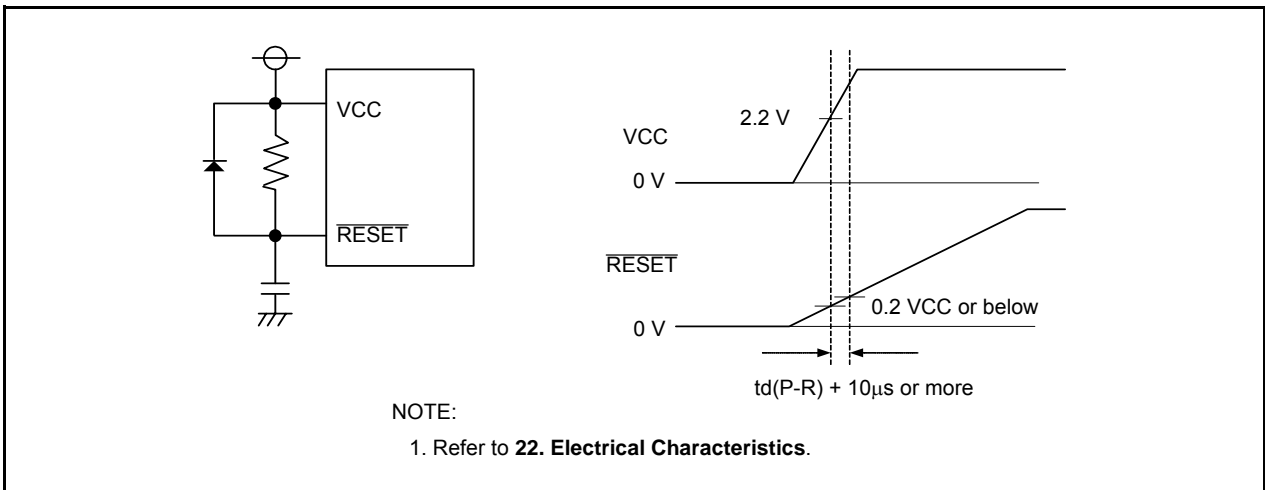 VCC
RESET
VCC
2.2 V
0 V
RESET
0.2 VCC or below
0 V
td(P-R) + 10μs or more
NOTE:
1. Refer to 22. Electrical Characteristics.